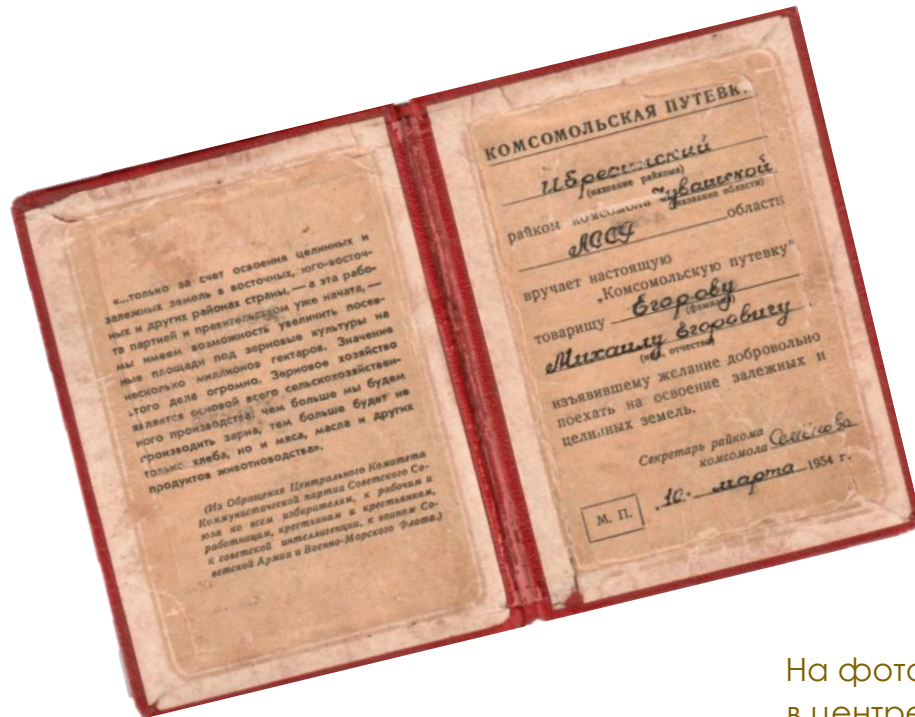 «...только за счет освоения целинных и
залежных земель в восточных, юго-восточ-
ных и других районах страны, — а эта рабо-
та партией и правительством уже начата, —
мы имеем возможность увеличить посев-
ные площади под зерновые культуры на
несколько миллионов гектаров. Значение
этого дела огромно. Зерновое хозяйство
является основой всего сельскохозяйствен-
ного производства. Чем больше мы будем
производить зерна, тем больше будет не
только хлеба, но и мяса, масла и других
продуктов животноводства».
(Из Обращения Центрального Комитета
Коммунистической партии Советского Со-
юза ко всем избирателям, к рабочим и
работницам, крестьянам и крестьянкам,
к советской интеллигенции, к воинам Со-
ветской Армии и Военно-Морского Флота.)
КОМСОМОЛЬСКАЯ ПУТЕВК
Ибресинский
(название райкома)
райком комсомола Чувашской
(название области)
АССР области
вручает настоящую
„Комсомольскую путевку"
товарищу Егорову
(фамилия)
Михаилу Егоровичу
(имя, отчество)
изъявившему желание добровольно
поехать на освоение залежных и
целинных земель.
Секретарь райкома
комсомола Семенова
М. П. 10. марта 1954 г.
На фото
в центре